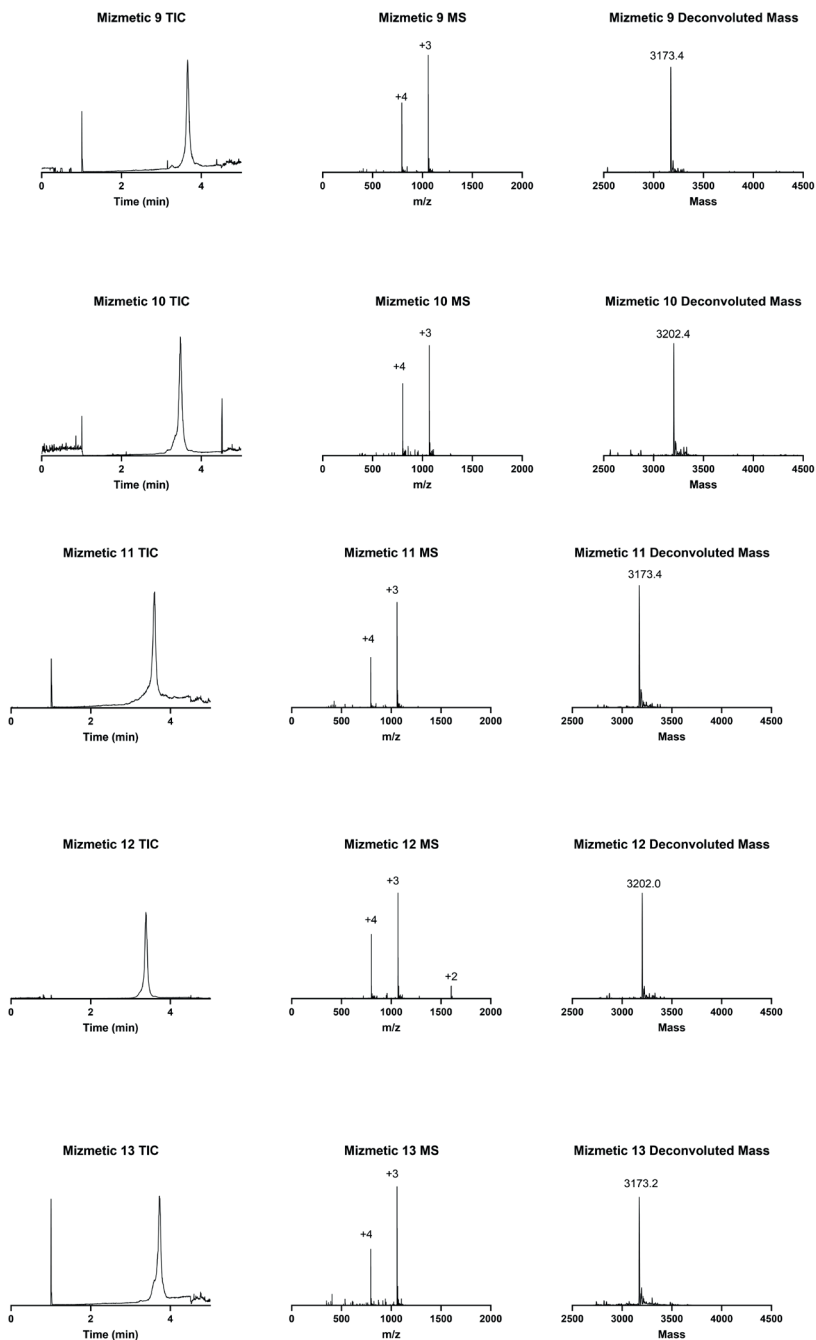 Mizmetic 9 TIC
Mizmetic 9 MS
Mizmetic 9 Deconvoluted Mass
+4
+3
3173.4
0 2 4
Time (min)
0 500 1000 1500 2000
m/z
2500 3000 3500 4000 4500
Mass
Mizmetic 10 TIC
Mizmetic 10 MS
Mizmetic 10 Deconvoluted Mass
+4
+3
3202.4
0 2 4
Time (min)
0 500 1000 1500 2000
m/z
2500 3000 3500 4000 4500
Mass
Mizmetic 11 TIC
Mizmetic 11 MS
Mizmetic 11 Deconvoluted Mass
+4
+3
3173.4
0 2 4
Time (min)
0 500 1000 1500 2000
m/z
2500 3000 3500 4000 4500
Mass
Mizmetic 12 TIC
Mizmetic 12 MS
Mizmetic 12 Deconvoluted Mass
+4
+3
+2
3202.0
0 2 4
Time (min)
0 500 1000 1500 2000
m/z
2500 3000 3500 4000 4500
Mass
Mizmetic 13 TIC
Mizmetic 13 MS
Mizmetic 13 Deconvoluted Mass
+4
+3
3173.2
0 2 4
Time (min)
0 500 1000 1500 2000
m/z
2500 3000 3500 4000 4500
Mass